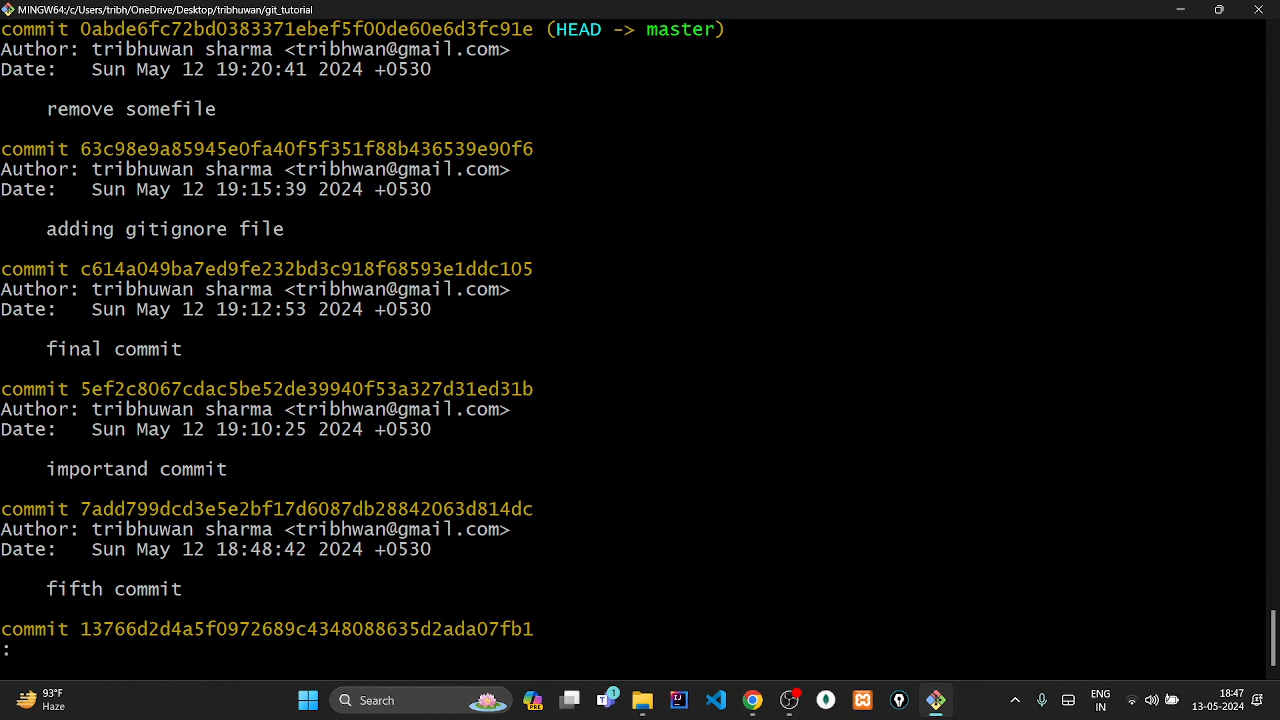 MINGW64:/c/Users/tribh/OneDrive/Desktop/tribhuwan/git_tutorial
commit 0abde6fc72bd0383371ebef5f00de60e6d3fc91e (HEAD -> master)
Author: tribhuwan sharma <tribhwan@gmail.com>
Date:   Sun May 12 19:20:41 2024 +0530
remove somefile
commit 63c98e9a85945e0fa40f5f351f88b436539e90f6
Author: tribhuwan sharma <tribhwan@gmail.com>
Date:   Sun May 12 19:15:39 2024 +0530
adding gitignore file
commit c614a049ba7ed9fe232bd3c918f68593e1ddc105
Author: tribhuwan sharma <tribhwan@gmail.com>
Date:   Sun May 12 19:12:53 2024 +0530
final commit
commit 5ef2c8067cdac5be52de39940f53a327d31ed31b
Author: tribhuwan sharma <tribhwan@gmail.com>
Date:   Sun May 12 19:10:25 2024 +0530
importand commit
commit 7add799dcd3e5e2bf17d6087db28842063d814dc
Author: tribhuwan sharma <tribhwan@gmail.com>
Date:   Sun May 12 18:48:42 2024 +0530
fifth commit
commit 13766d2d4a5f0972689c4348088635d2ada07fb1
:
93°F
Haze
Search
PRE
1
ENG
IN
18:47
13-05-2024